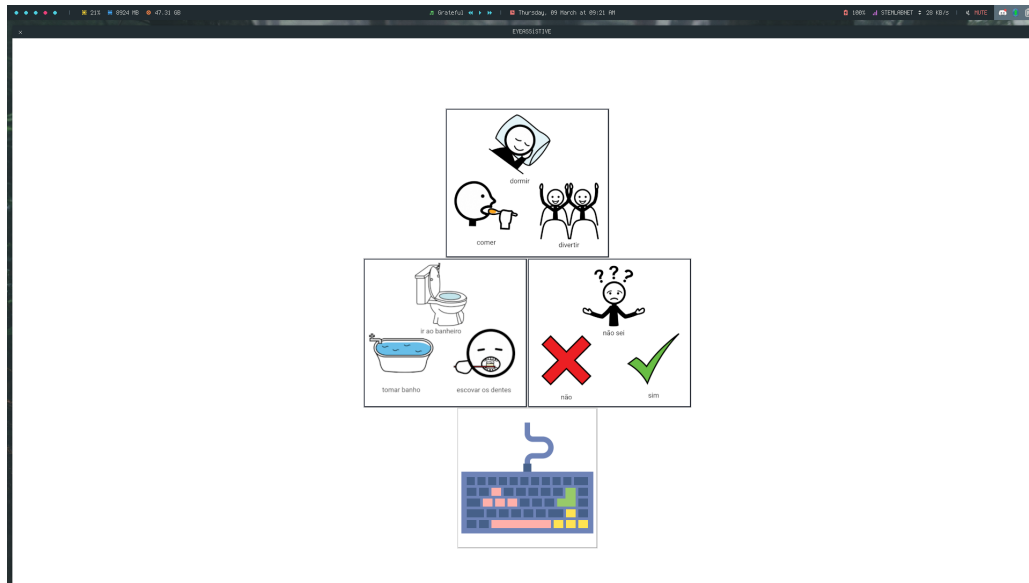 21% 8924 MB 47.31 GB
Grateful Thursday, 09 March at 09:21 AM
100% STEMLABNET 28 KB/s MUTE
EYEASSISTIVE
dormir
comer divertir
ir ao banheiro
tomar banho escovar os dentes
não sei
não sim